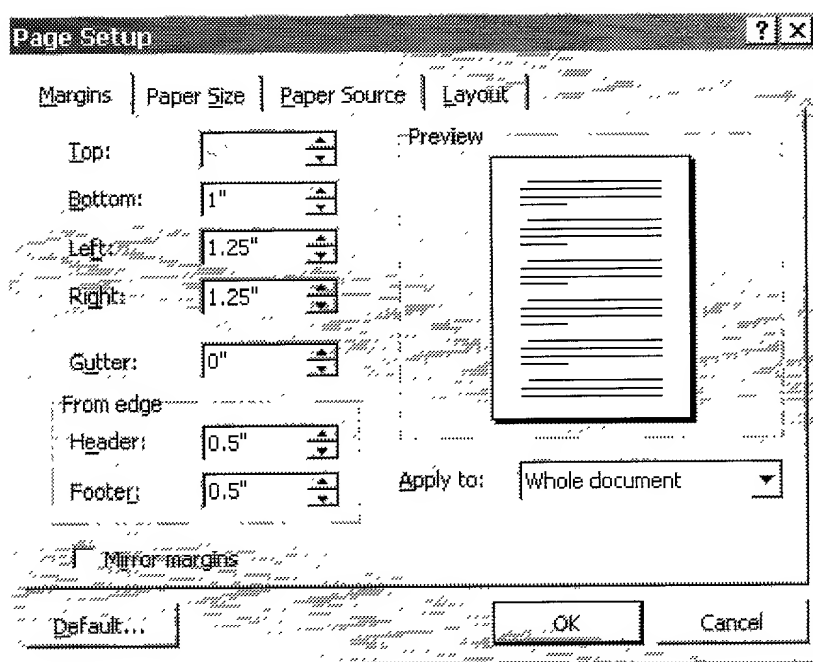 Page Setup ? X
Margins Paper Size Paper Source Layout
Top:
Preview
Bottom: 1"
Left: 1.25"
Right: 1.25"
Gutter: 0"
From edge
Header: 0.5"
Footer: 0.5"
Apply to: Whole document
Mirror margins
Default... OK Cancel